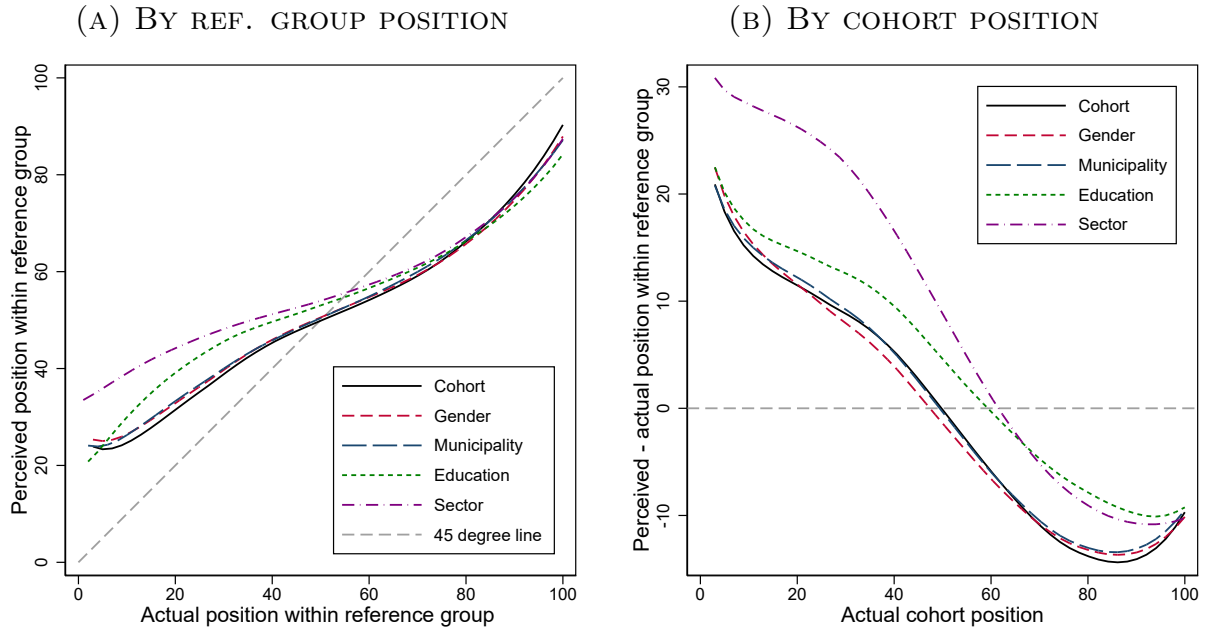 (A) By ref. group position
Perceived position within reference group
100
80
60
40
20
0
Cohort
Gender
Municipality
Education
Sector
45 degree line
0 20 40 60 80 100
Actual position within reference group
(B) By cohort position
Perceived - actual position within reference group
30
20
10
0
-10
Cohort
Gender
Municipality
Education
Sector
0 20 40 60 80 100
Actual cohort position